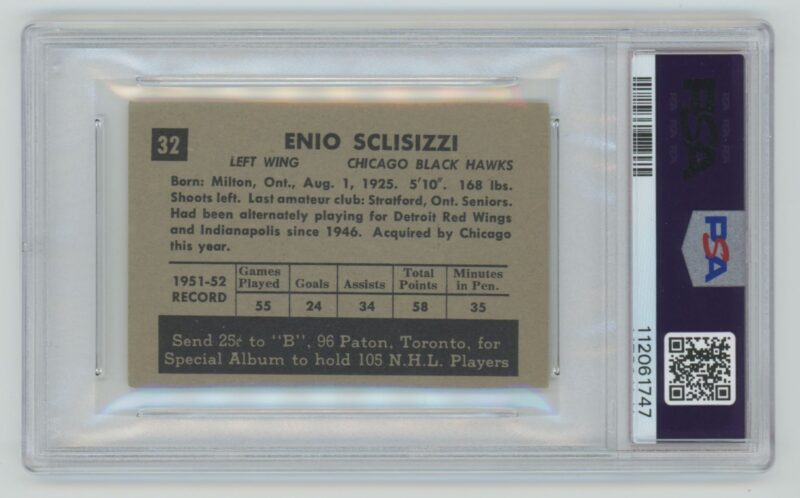 32
ENIO SCLISIZZI
LEFT WING CHICAGO BLACK HAWKS
Born: Milton, Ont., Aug. 1, 1925. 5'10". 168 lbs.
Shoots left. Last amateur club: Stratford, Ont. Seniors.
Had been alternately playing for Detroit Red Wings
and Indianapolis since 1946. Acquired by Chicago
this year.
1951-52 RECORD
Games Played Goals Assists Total Points Minutes in Pen.
55 24 34 58 35
Send 25¢ to "B", 96 Paton, Toronto, for
Special Album to hold 105 N.H.L. Players
PSA
PSA
112061747